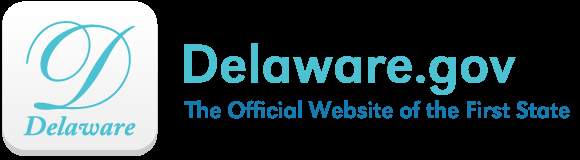 D
Delaware
Delaware.gov
The Official Website of the First State